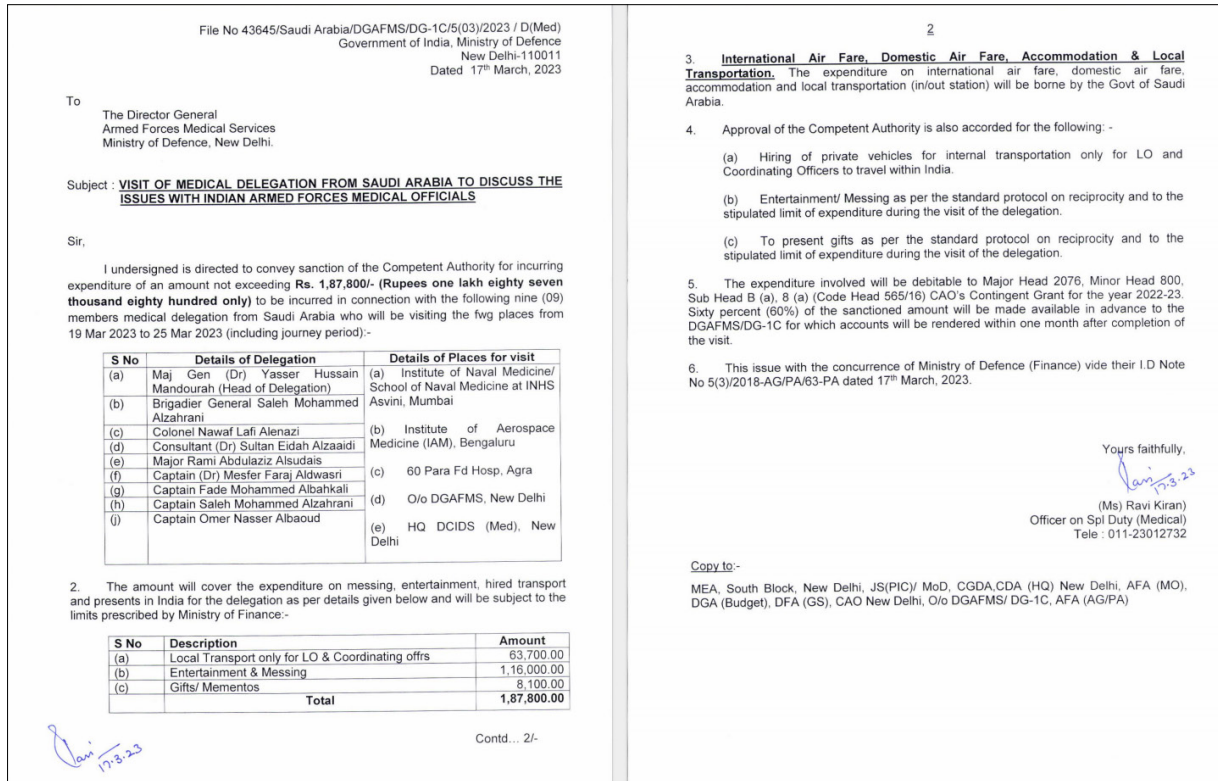 File No 43645/Saudi Arabia/DGAFMS/DG-1C/5(03)/2023 / D(Med)
Government of India, Ministry of Defence
New Delhi-110011
Dated 17th March, 2023
To
The Director General
Armed Forces Medical Services
Ministry of Defence, New Delhi.
Subject : VISIT OF MEDICAL DELEGATION FROM SAUDI ARABIA TO DISCUSS THE
ISSUES WITH INDIAN ARMED FORCES MEDICAL OFFICIALS
Sir,
I undersigned is directed to convey sanction of the Competent Authority for incurring
expenditure of an amount not exceeding Rs. 1,87,800/- (Rupees one lakh eighty seven
thousand eighty hundred only) to be incurred in connection with the following nine (09)
members medical delegation from Saudi Arabia who will be visiting the fwg places from
19 Mar 2023 to 25 Mar 2023 (including journey period):-
S No Details of Delegation Details of Places for visit
(a) Maj Gen (Dr) Yasser Hussain
Mandourah (Head of Delegation)
(b) Brigadier General Saleh Mohammed
Alzahrani
(c) Colonel Nawaf Lafi Alenazi
(d) Consultant (Dr) Sultan Eidah Alzaaidi
(e) Major Rami Abdulaziz Alsudais
(f) Captain (Dr) Mesfer Faraj Aldwasri
(g) Captain Fade Mohammed Albahkali
(h) Captain Saleh Mohammed Alzahrani
(j) Captain Omer Nasser Albaoud
(a) Institute of Naval Medicine/
School of Naval Medicine at INHS
Asvini, Mumbai
(b) Institute of Aerospace
Medicine (IAM), Bengaluru
(c) 60 Para Fd Hosp, Agra
(d) O/o DGAFMS, New Delhi
(e) HQ DCIDS (Med), New
Delhi
2. The amount will cover the expenditure on messing, entertainment, hired transport
and presents in India for the delegation as per details given below and will be subject to the
limits prescribed by Ministry of Finance:-
S No Description Amount
(a) Local Transport only for LO & Coordinating offrs 63,700.00
(b) Entertainment & Messing 1,16,000.00
(c) Gifts/ Mementos 8,100.00
Total 1,87,800.00
Contd... 2/-
Ravi
17.3.23
2
3. International Air Fare, Domestic Air Fare, Accommodation & Local
Transportation. The expenditure on international air fare, domestic air fare,
accommodation and local transportation (in/out station) will be borne by the Govt of Saudi
Arabia.
4. Approval of the Competent Authority is also accorded for the following: -
(a) Hiring of private vehicles for internal transportation only for LO and
Coordinating Officers to travel within India.
(b) Entertainment/ Messing as per the standard protocol on reciprocity and to the
stipulated limit of expenditure during the visit of the delegation.
(c) To present gifts as per the standard protocol on reciprocity and to the
stipulated limit of expenditure during the visit of the delegation.
5. The expenditure involved will be debitable to Major Head 2076, Minor Head 800,
Sub Head B (a), 8 (a) (Code Head 565/16) CAO's Contingent Grant for the year 2022-23.
Sixty percent (60%) of the sanctioned amount will be made available in advance to the
DGAFMS/DG-1C for which accounts will be rendered within one month after completion of
the visit.
6. This issue with the concurrence of Ministry of Defence (Finance) vide their I.D Note
No 5(3)/2018-AG/PA/63-PA dated 17th March, 2023.
Yours faithfully,
Ravi
17.3.23
(Ms) Ravi Kiran)
Officer on Spl Duty (Medical)
Tele : 011-23012732
Copy to:-
MEA, South Block, New Delhi, JS(PIC)/ MoD, CGDA,CDA (HQ) New Delhi, AFA (MO),
DGA (Budget), DFA (GS), CAO New Delhi, O/o DGAFMS/ DG-1C, AFA (AG/PA)